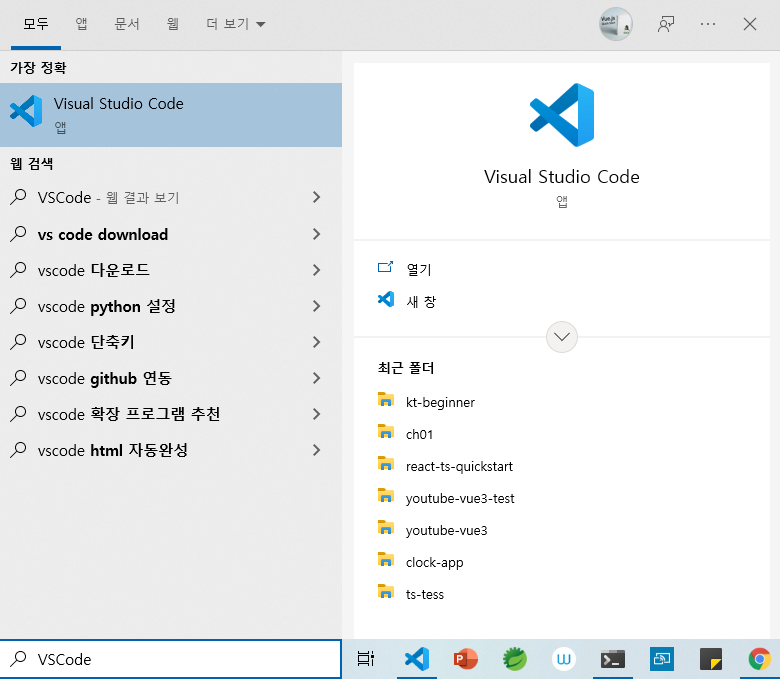 모두 앱 문서 웹 더 보기
가장 정확
Visual Studio Code
앱
웹 검색
VSCode - 웹 결과 보기
vs code download
vscode 다운로드
vscode python 설정
vscode 단축키
vscode github 연동
vscode 확장 프로그램 추천
vscode html 자동완성
Visual Studio Code
앱
열기
새 창
최근 폴더
kt-beginner
ch01
react-ts-quickstart
youtube-vue3-test
youtube-vue3
clock-app
ts-tess
VSCode